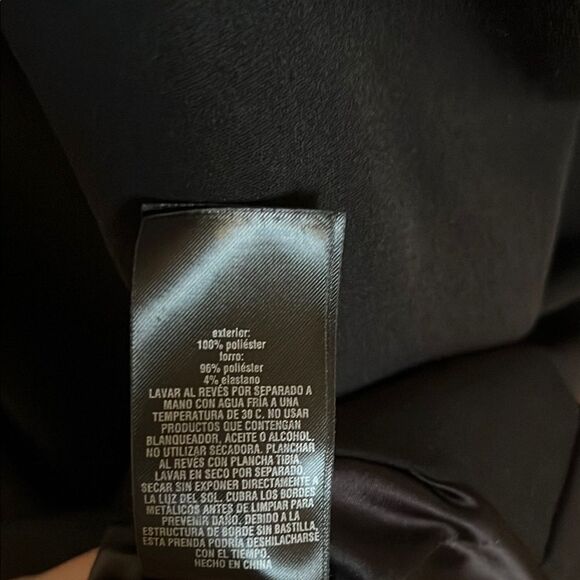 exterior:
100% poliéster
forro:
96% poliéster
4% elastano
LAVAR AL REVÉS POR SEPARADO A
MANO CON AGUA FRÍA A UNA
TEMPERATURA DE 30 C. NO USAR
PRODUCTOS QUE CONTENGAN
BLANQUEADOR, ACEITE O ALCOHOL.
NO UTILIZAR SECADORA. PLANCHAR
AL REVÉS CON PLANCHA TIBIA.
LAVAR EN SECO POR SEPARADO.
SECAR SIN EXPONER DIRECTAMENTE A
LA LUZ DEL SOL. CUBRA LOS BORDES
METÁLICOS ANTES DE LIMPIAR PARA
PREVENIR DAÑO. DEBIDO A LA
ESTRUCTURA DE BORDE SIN BASTILLA,
ESTA PRENDA PODRÍA DESHILACHARSE
CON EL TIEMPO.
HECHO EN CHINA